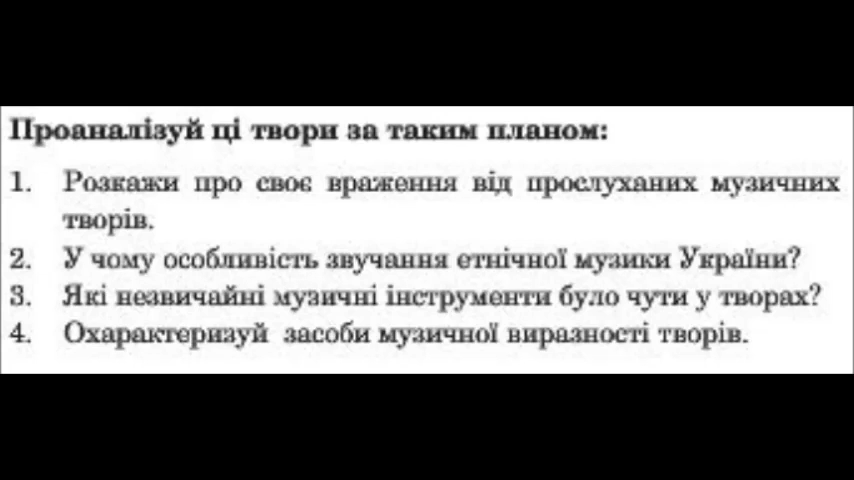 Проаналізуй ці твори за таким планом:
1. Розкажи про своє враження від прослуханих музичних
творів.
2. У чому особливість звучання етнічної музики України?
3. Які незвичайні музичні інструменти було чути у творах?
4. Охарактеризуй засоби музичної виразності творів.